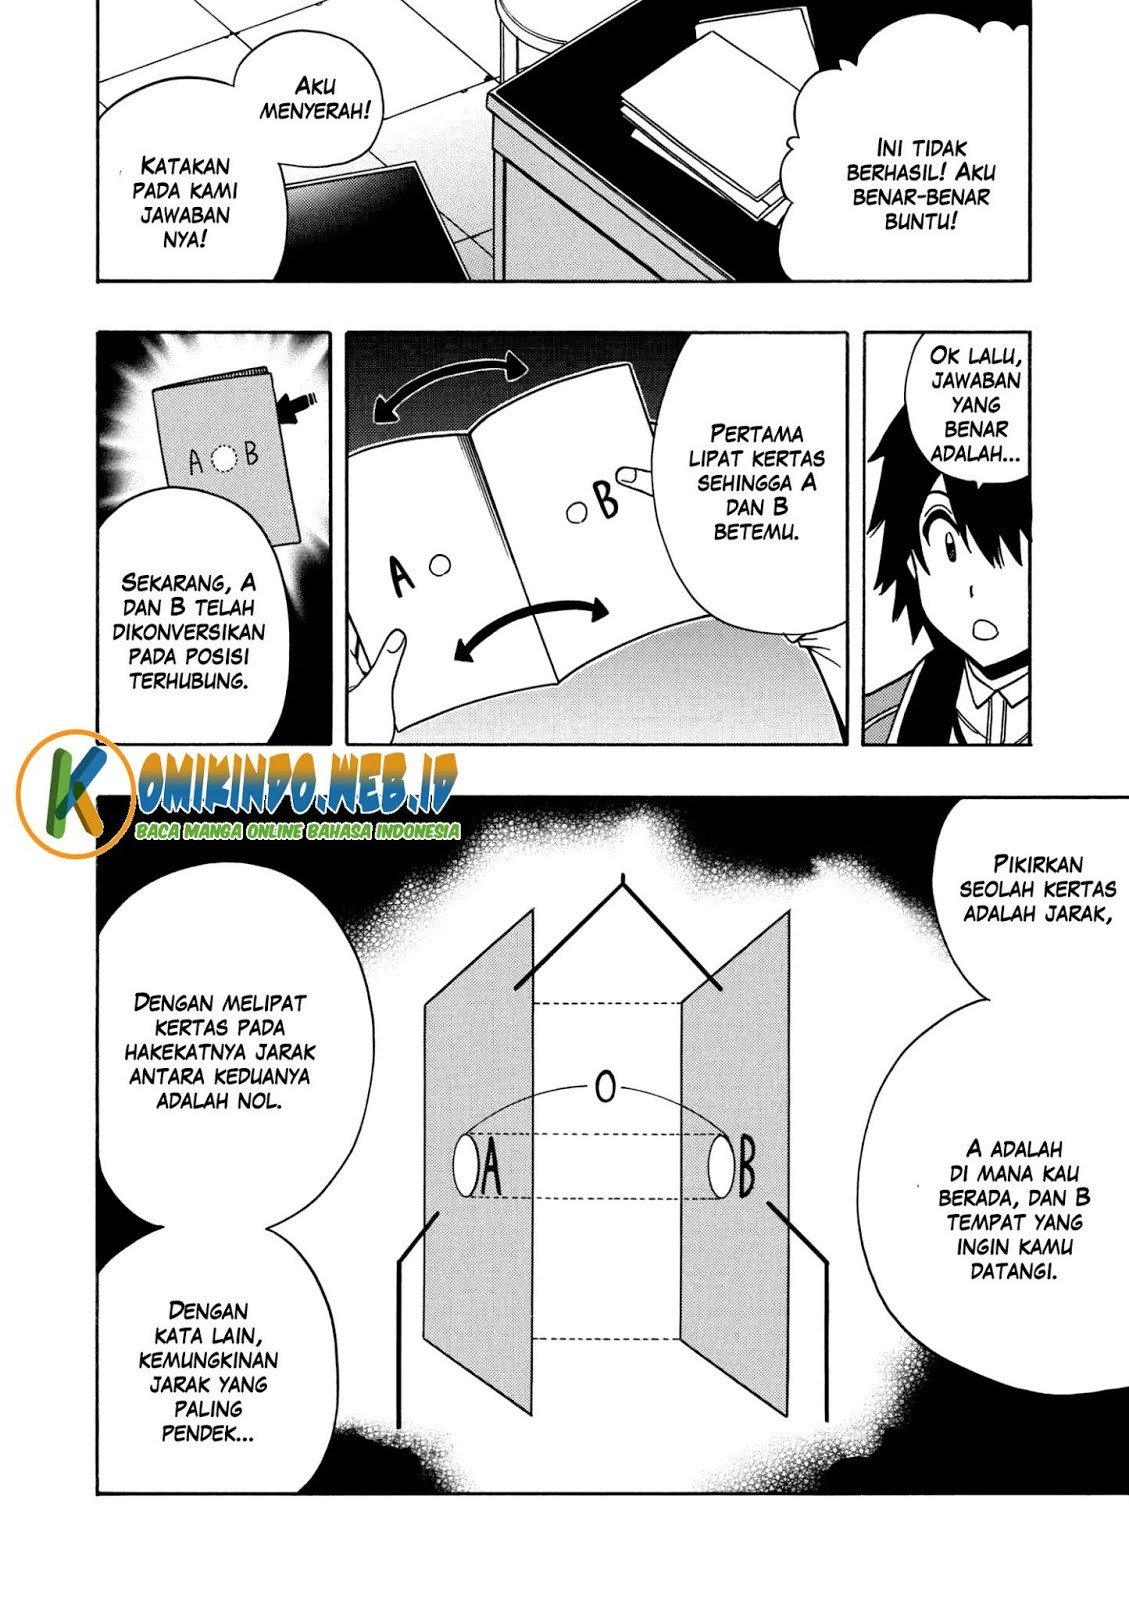 INI TIDAK
BERHASIL! AKU
BENAR-BENAR
BUNTU!
AKU
MENYERAH!
KATAKAN
PADA KAMI
JAWABAN
NYA!
OK LALU,
JAWABAN
YANG
BENAR
ADALAH...
PERTAMA
LIPAT KERTAS
SEHINGGA A
DAN B
BETEMU.
A
B
A B
SEKARANG, A
DAN B TELAH
DIKONVERSIKAN
PADA POSISI
TERHUBUNG.
KOMIKINDO.WEB.ID
BACA MANGA ONLINE BAHASA INDONESIA
PIKIRKAN
SEOLAH KERTAS
ADALAH JARAK,
A ADALAH
DI MANA KAU
BERADA, DAN B
TEMPAT YANG
INGIN KAMU
DATANGI.
0
A
B
DENGAN MELIPAT
KERTAS PADA
HAKEKATNYA JARAK
ANTARA KEDUANYA
ADALAH NOL.
DENGAN
KATA LAIN,
KEMUNGKINAN
JARAK YANG
PALING
PENDEK...